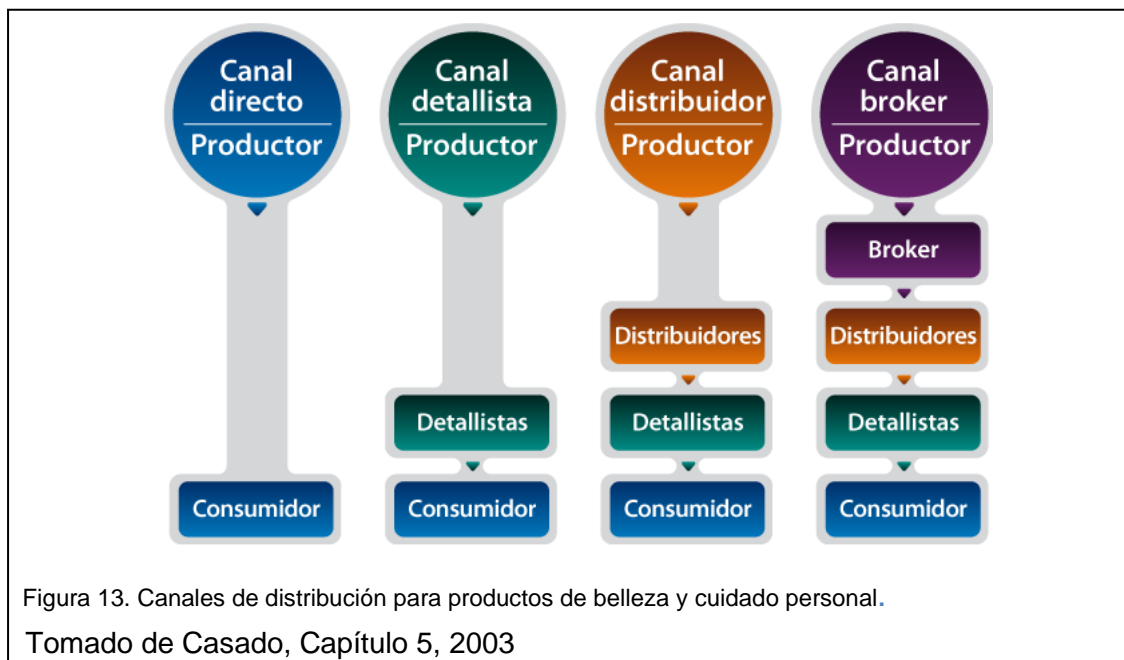 Canal
directo
Productor
Consumidor
Canal
detallista
Productor
Detallistas
Consumidor
Canal
distribuidor
Productor
Distribuidores
Detallistas
Consumidor
Canal
broker
Productor
Broker
Distribuidores
Detallistas
Consumidor
Figura 13. Canales de distribución para productos de belleza y cuidado personal.
Tomado de Casado, Capítulo 5, 2003